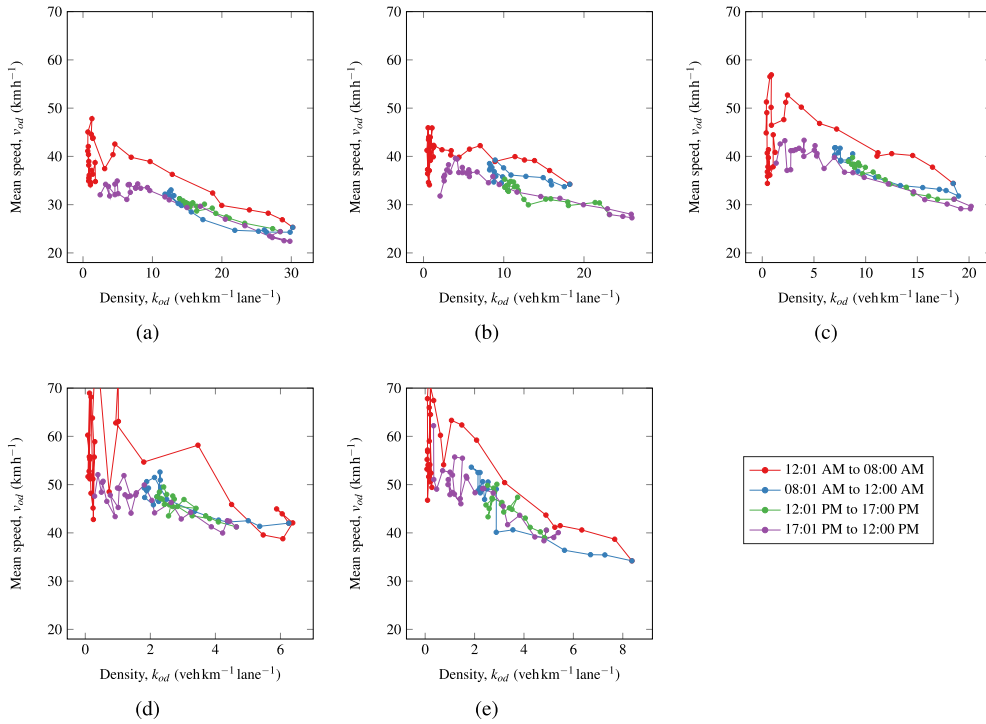 70
60
50
40
30
20
Mean speed, v_od (km h⁻¹)
0 10 20 30
Density, k_od (veh km⁻¹ lane⁻¹)
(a)
70
60
50
40
30
20
Mean speed, v_od (km h⁻¹)
0 10 20
Density, k_od (veh km⁻¹ lane⁻¹)
(b)
70
60
50
40
30
20
Mean speed, v_od (km h⁻¹)
0 5 10 15 20
Density, k_od (veh km⁻¹ lane⁻¹)
(c)
70
60
50
40
30
20
Mean speed, v_od (km h⁻¹)
0 2 4 6
Density, k_od (veh km⁻¹ lane⁻¹)
(d)
70
60
50
40
30
20
Mean speed, v_od (km h⁻¹)
0 2 4 6 8
Density, k_od (veh km⁻¹ lane⁻¹)
(e)
12:01 AM to 08:00 AM
08:01 AM to 12:00 AM
12:01 PM to 17:00 PM
17:01 PM to 12:00 PM